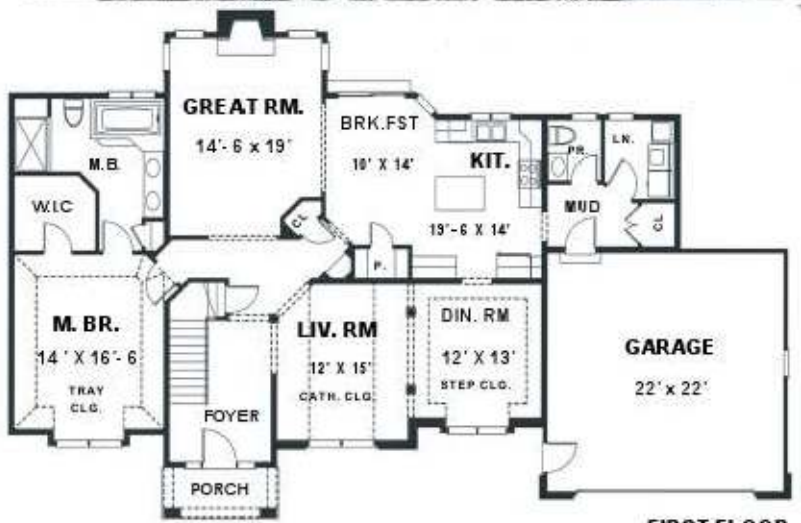 GREAT RM.
14'- 6 x 19'
BRK.FST
10' X 14'
KIT.
19'-6 X 14'
PR.
LN.
MUD
CL
M.B.
W.I.C
CL
P.
M. BR.
14 ' X 16'- 6
TRAY
CLG.
LIV. RM
12' X 15'
CATH. CLG.
DIN. RM
12' X 13'
STEP CLG.
GARAGE
22' x 22'
FOYER
PORCH
FIRST FLOOR